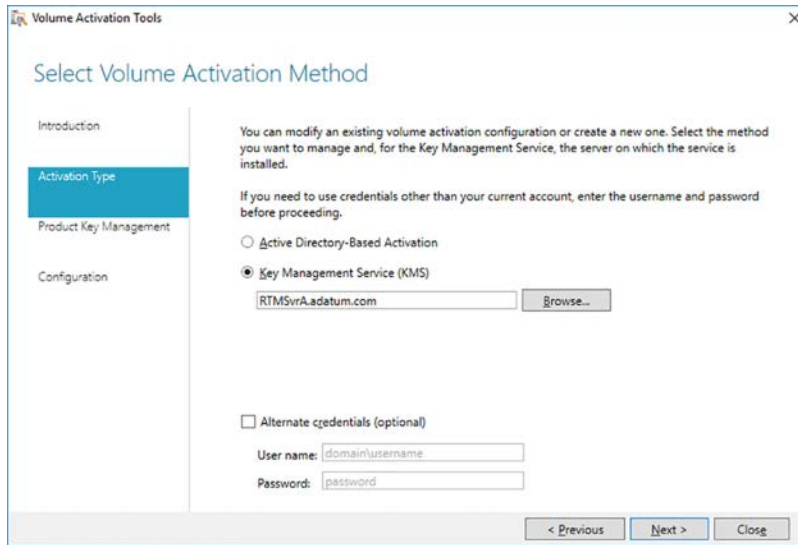 Volume Activation Tools
Select Volume Activation Method
Introduction
Activation Type
Product Key Management
Configuration
You can modify an existing volume activation configuration or create a new one. Select the method
you want to manage and, for the Key Management Service, the server on which the service is
installed.
If you need to use credentials other than your current account, enter the username and password
before proceeding.
Active Directory-Based Activation
Key Management Service (KMS)
RTMSvrA.adatum.com
Browse...
Alternate credentials (optional)
User name: domain\username
Password: password
< Previous
Next >
Close